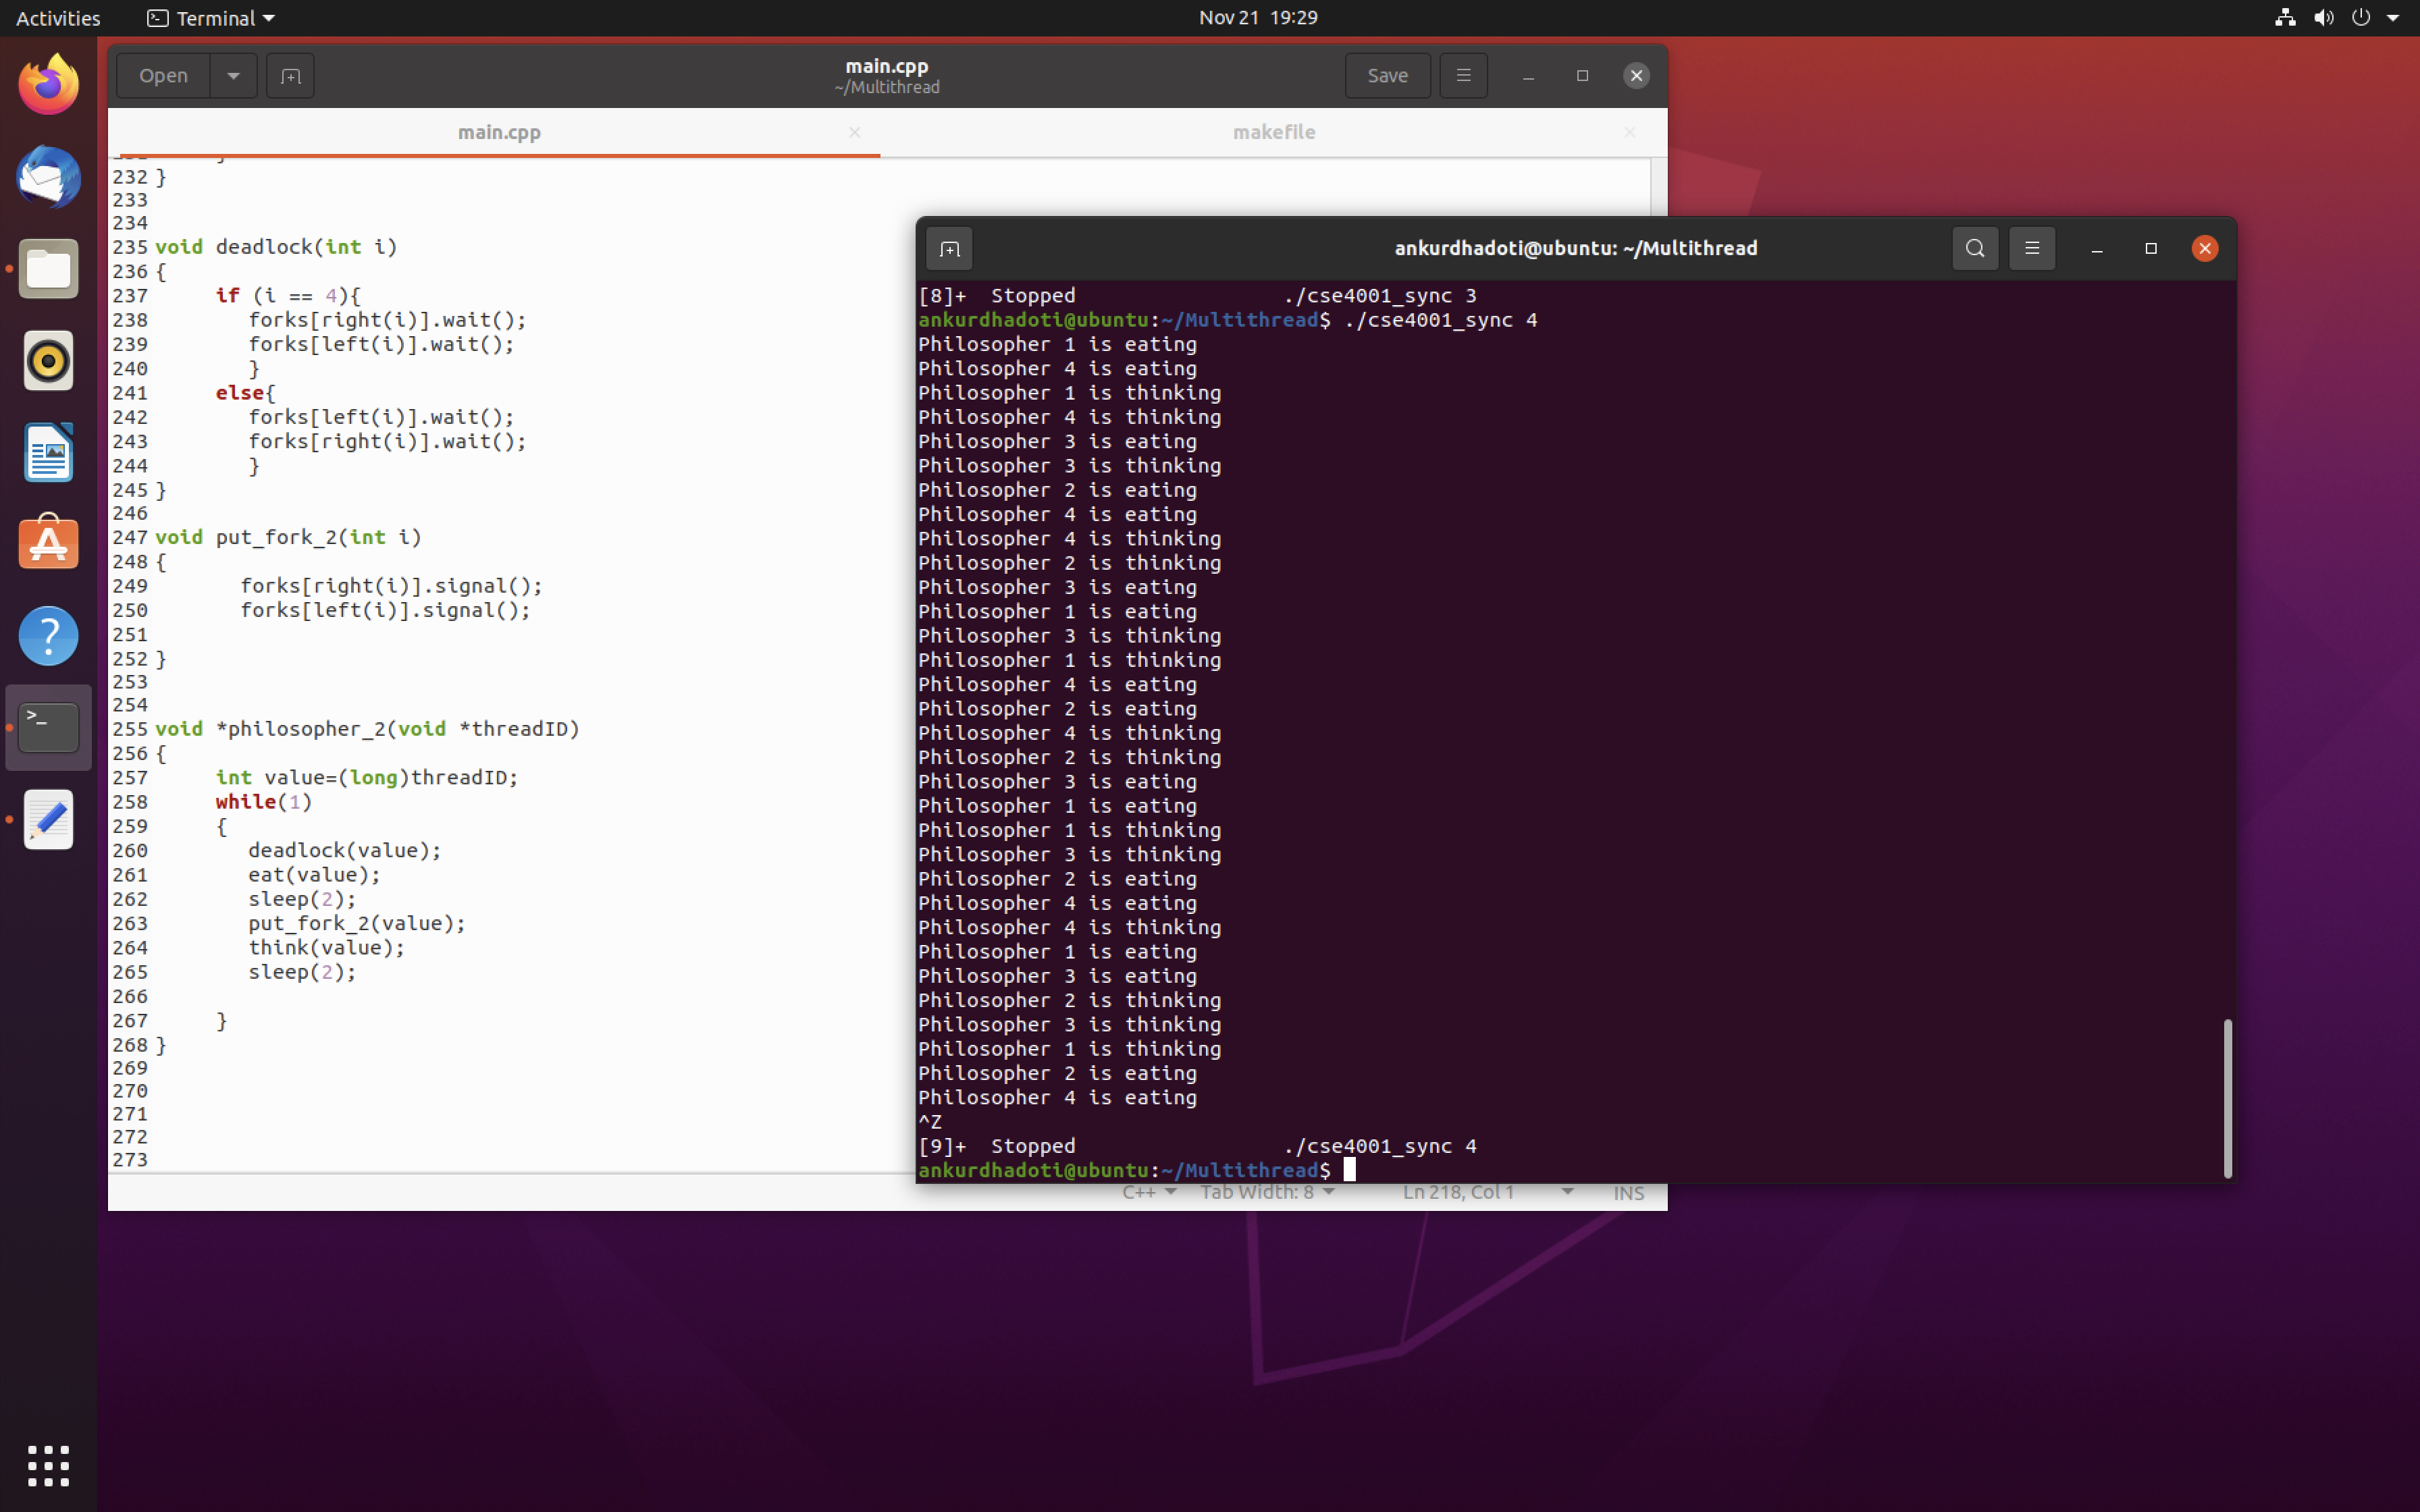 Activities
Terminal
Nov 21 19:29
Open
main.cpp
~/Multithread
Save
main.cpp
makefile
232 }
233
234
235 void deadlock(int i)
236 {
237 if (i == 4){
238 forks[right(i)].wait();
239 forks[left(i)].wait();
240 }
241 else{
242 forks[left(i)].wait();
243 forks[right(i)].wait();
244 }
245 }
246
247 void put_fork_2(int i)
248 {
249 forks[right(i)].signal();
250 forks[left(i)].signal();
251
252 }
253
254
255 void *philosopher_2(void *threadID)
256 {
257 int value=(long)threadID;
258 while(1)
259 {
260 deadlock(value);
261 eat(value);
262 sleep(2);
263 put_fork_2(value);
264 think(value);
265 sleep(2);
266
267 }
268 }
269
270
271
272
273
C++
Tab Width: 8
Ln 218, Col 1
INS
ankurdhadoti@ubuntu: ~/Multithread
[8]+ Stopped ./cse4001_sync 3
ankurdhadoti@ubuntu:~/Multithread$ ./cse4001_sync 4
Philosopher 1 is eating
Philosopher 4 is eating
Philosopher 1 is thinking
Philosopher 4 is thinking
Philosopher 3 is eating
Philosopher 3 is thinking
Philosopher 2 is eating
Philosopher 4 is eating
Philosopher 4 is thinking
Philosopher 2 is thinking
Philosopher 3 is eating
Philosopher 1 is eating
Philosopher 3 is thinking
Philosopher 1 is thinking
Philosopher 4 is eating
Philosopher 2 is eating
Philosopher 4 is thinking
Philosopher 2 is thinking
Philosopher 3 is eating
Philosopher 1 is eating
Philosopher 1 is thinking
Philosopher 3 is thinking
Philosopher 2 is eating
Philosopher 4 is eating
Philosopher 4 is thinking
Philosopher 1 is eating
Philosopher 3 is eating
Philosopher 2 is thinking
Philosopher 3 is thinking
Philosopher 1 is thinking
Philosopher 2 is eating
Philosopher 4 is eating
^Z
[9]+ Stopped ./cse4001_sync 4
ankurdhadoti@ubuntu:~/Multithread$